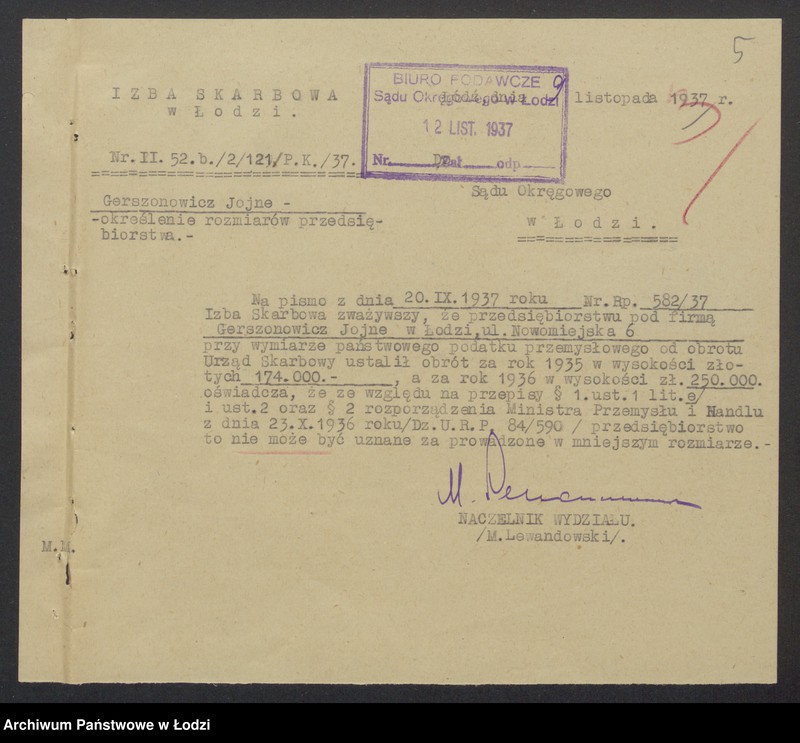 5
IZBA SKARBOWA
w Łodzi.
BIURO PODAWCZE
Sądu Okręgowego w Łodzi
12 LIST. 1937
Nr. Dz. Zał. odp.
Łódź, dnia 9 listopada 1937 r.
Nr. II. 52.b./2/121/P.K./37.
Sądu Okręgowego
w Łodzi.
Gerszonowicz Jojne -
-określenie rozmiarów przedsię-
biorstwa.-
Na pismo z dnia 20.IX.1937 roku Nr.Rp. 582/37
Izba Skarbowa zważywszy, że przedsiębiorstwu pod firmą
Gerszonowicz Jojne w Łodzi,ul.Nowomiejska 6
przy wymiarze państwowego podatku przemysłowego od obrotu
Urząd Skarbowy ustalił obrót za rok 1935 w wysokości zło-
tych 174.000.- , a za rok 1936 w wysokości zł. 250.000.
oświadcza, że ze względu na przepisy § 1.ust.1 lit.e/
i ust.2 oraz § 2 rozporządzenia Ministra Przemysłu i Handlu
z dnia 23.X.1936 roku/Dz.U.R.P. 84/590 / przedsiębiorstwo
to nie może być uznane za prowadzone w mniejszym rozmiarze.-
M.
NACZELNIK WYDZIAŁU.
/M.Lewandowski/.
M.M.
Archiwum Państwowe w Łodzi